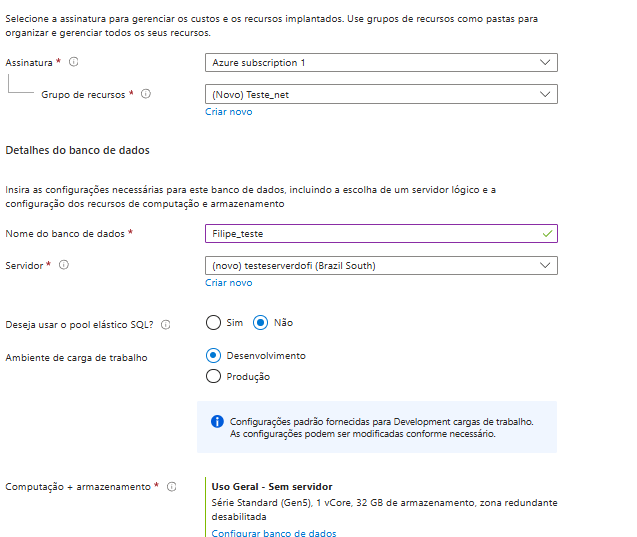 Selecione a assinatura para gerenciar os custos e os recursos implantados. Use grupos de recursos como pastas para
organizar e gerenciar todos os seus recursos.
Assinatura *
Azure subscription 1
Grupo de recursos *
(Novo) Teste_net
Criar novo
Detalhes do banco de dados
Insira as configurações necessárias para este banco de dados, incluindo a escolha de um servidor lógico e a
configuração dos recursos de computação e armazenamento
Nome do banco de dados *
Filipe_teste
Servidor *
(novo) testeserverdofi (Brazil South)
Criar novo
Deseja usar o pool elástico SQL?
Sim
Não
Ambiente de carga de trabalho
Desenvolvimento
Produção
Configurações padrão fornecidas para Development cargas de trabalho.
As configurações podem ser modificadas conforme necessário.
Computação + armazenamento *
Uso Geral - Sem servidor
Série Standard (Gen5), 1 vCore, 32 GB de armazenamento, zona redundante
desabilitada
Configurar banco de dados